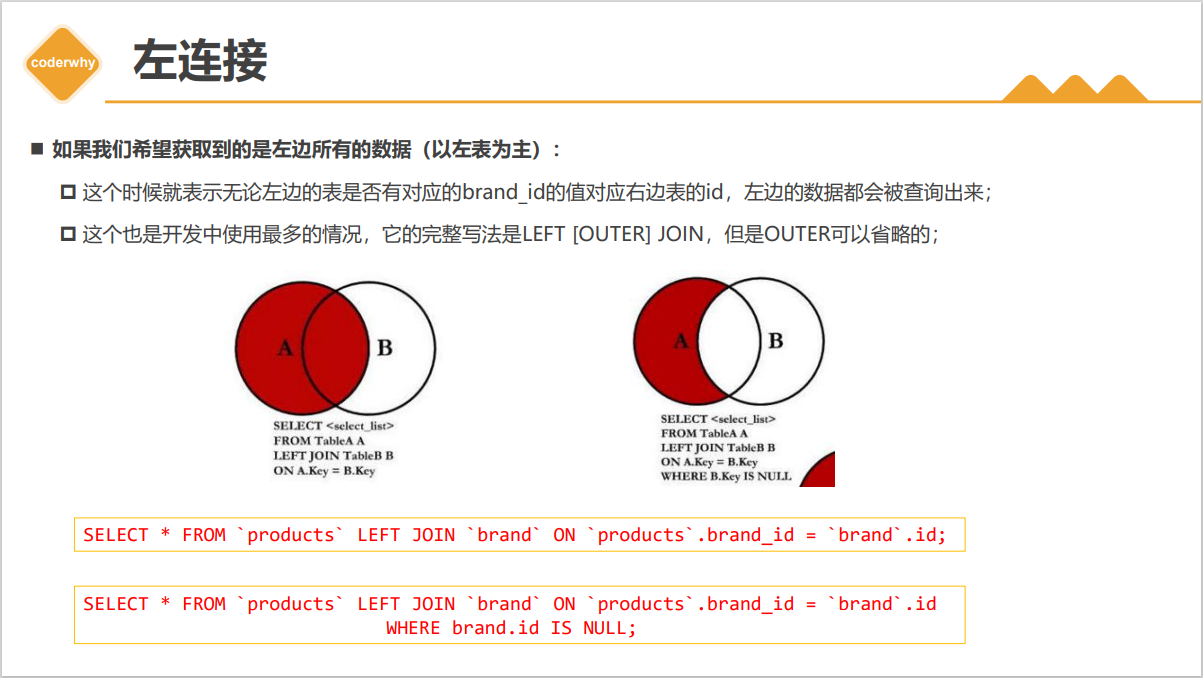 coderwhy
左连接
■ 如果我们希望获取到的是左边所有的数据（以左表为主）：
这个时候就表示无论左边的表是否有对应的brand_id的值对应右边表的id，左边的数据都会被查询出来；
这个也是开发中使用最多的情况，它的完整写法是LEFT [OUTER] JOIN，但是OUTER可以省略的；
A
B
SELECT <select_list>
FROM TableA A
LEFT JOIN TableB B
ON A.Key = B.Key
A
B
SELECT <select_list>
FROM TableA A
LEFT JOIN TableB B
ON A.Key = B.Key
WHERE B.Key IS NULL
SELECT * FROM `products` LEFT JOIN `brand` ON `products`.brand_id = `brand`.id;
SELECT * FROM `products` LEFT JOIN `brand` ON `products`.brand_id = `brand`.id
WHERE brand.id IS NULL;